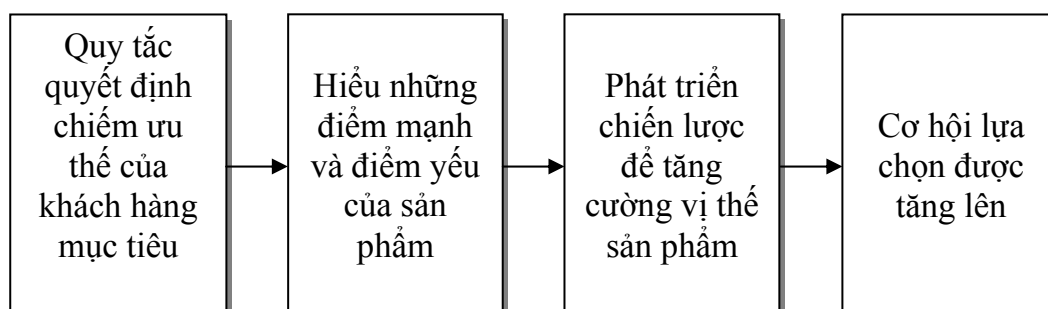 Quy tắc
quyết định
chiếm ưu
thế của
khách hàng
mục tiêu
Hiểu những
điểm mạnh
và điểm yếu
của sản
phẩm
Phát triển
chiến lược
để tăng
cường vị thế
sản phẩm
Cơ hội lựa
chọn được
tăng lên